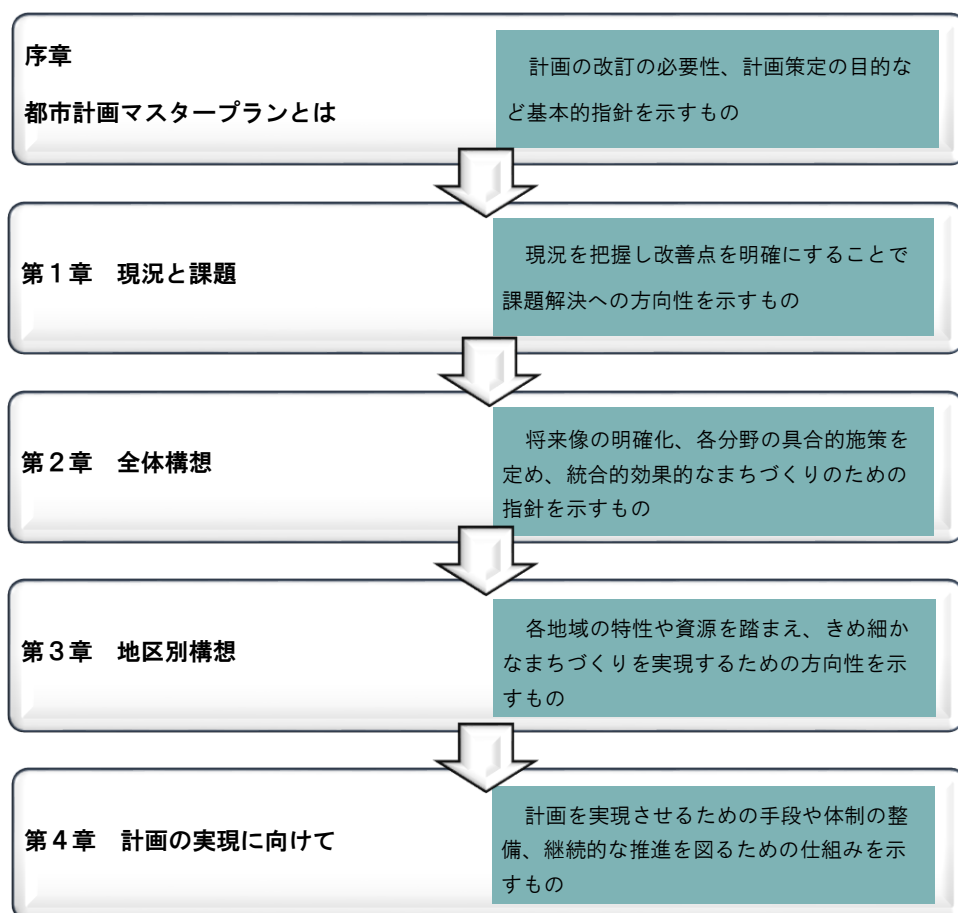 序章
都市計画マスタープランとは
計画の改訂の必要性、計画策定の目的な
ど基本的指針を示すもの
第１章　現況と課題
現況を把握し改善点を明確にすることで
課題解決への方向性を示すもの
第２章　全体構想
将来像の明確化、各分野の具合的施策を
定め、統合的効果的なまちづくりのための
指針を示すもの
第３章　地区別構想
各地域の特性や資源を踏まえ、きめ細か
なまちづくりを実現するための方向性を示
すもの
第４章　計画の実現に向けて
計画を実現させるための手段や体制の整
備、継続的な推進を図るための仕組みを示
すもの